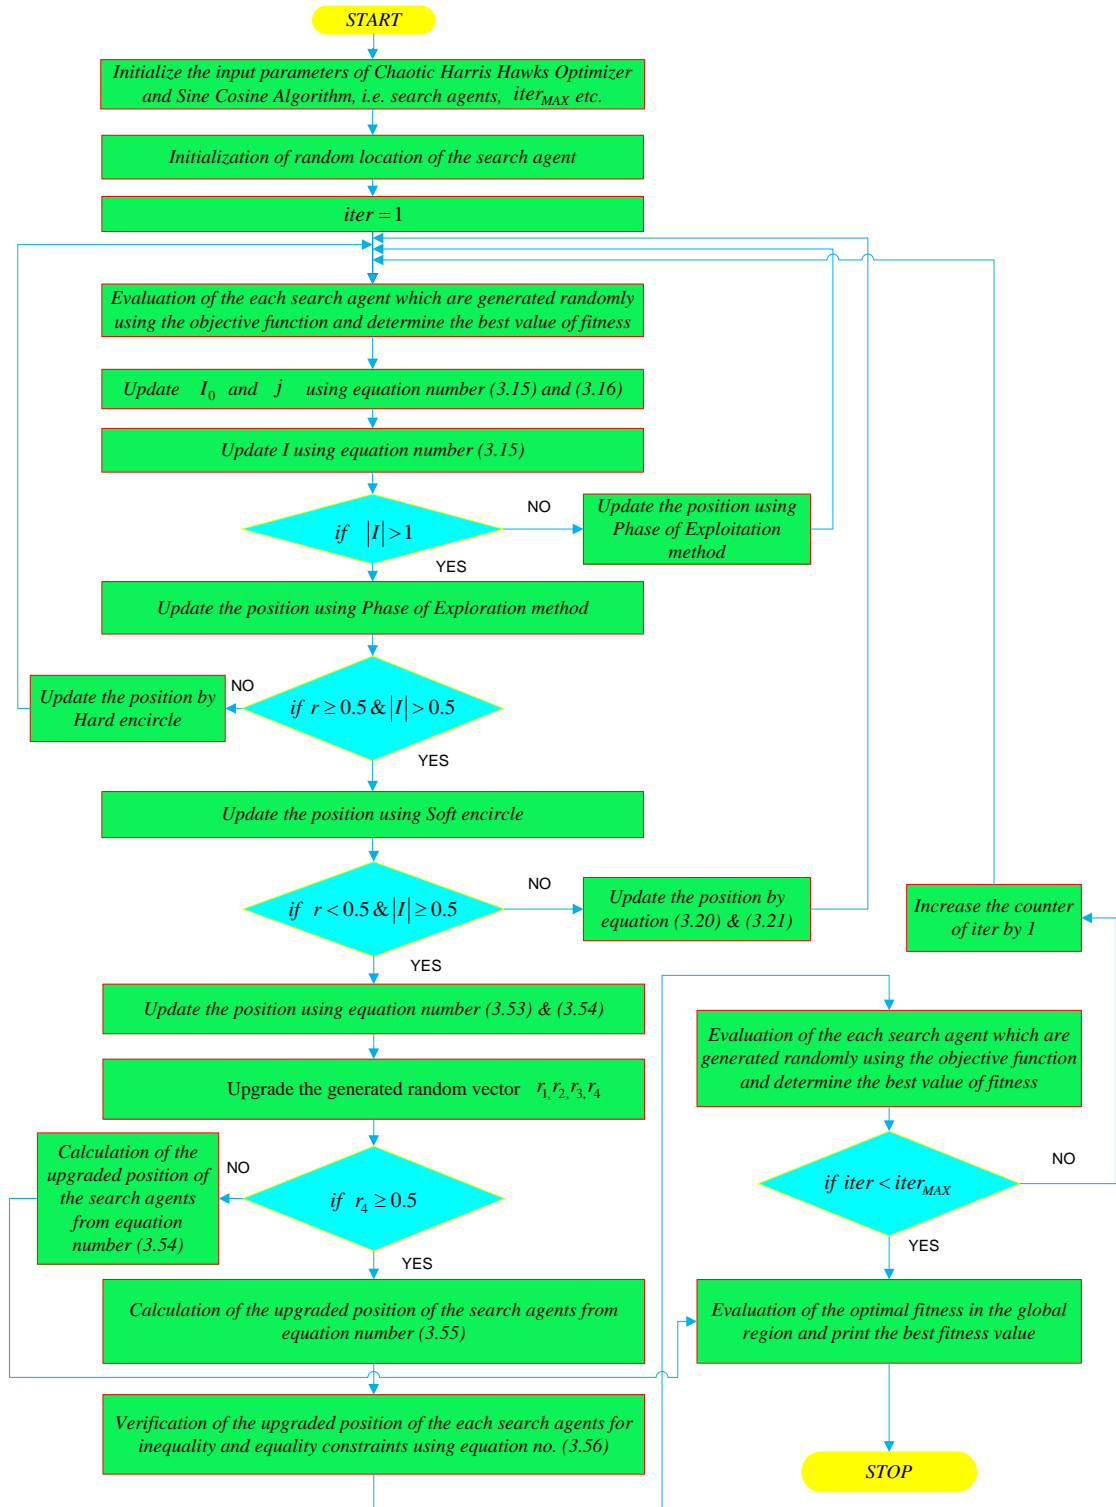 START
Initialize the input parameters of Chaotic Harris Hawks Optimizer
and Sine Cosine Algorithm, i.e. search agents, iter_MAX etc.
Initialization of random location of the search agent
iter = 1
Evaluation of the each search agent which are generated randomly
using the objective function and determine the best value of fitness
Update I_0 and j using equation number (3.15) and (3.16)
Update I using equation number (3.15)
if |I| > 1
NO
Update the position using
Phase of Exploitation
method
YES
Update the position using Phase of Exploration method
if r ≥ 0.5 & |I| > 0.5
NO
Update the position by
Hard encircle
YES
Update the position using Soft encircle
if r < 0.5 & |I| ≥ 0.5
NO
Update the position by
equation (3.20) & (3.21)
YES
Update the position using equation number (3.53) & (3.54)
Upgrade the generated random vector r_1, r_2, r_3, r_4
if r_4 ≥ 0.5
NO
Calculation of the
upgraded position of
the search agents
from equation
number (3.54)
YES
Calculation of the upgraded position of the search agents from
equation number (3.55)
Verification of the upgraded position of the each search agents for
inequality and equality constraints using equation no. (3.56)
Increase the counter
of iter by 1
Evaluation of the each search agent which are
generated randomly using the objective function
and determine the best value of fitness
if iter < iter_MAX
NO
YES
Evaluation of the optimal fitness in the global
region and print the best fitness value
STOP